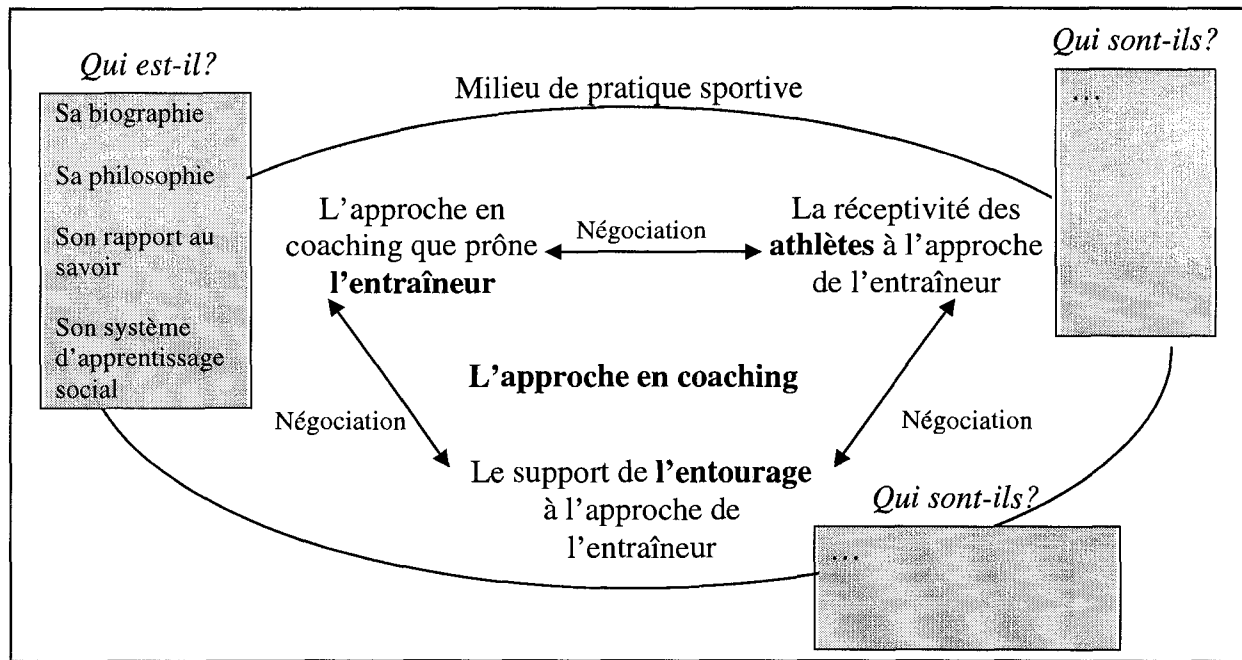 Qui est-il?
Sa biographie
Sa philosophie
Son rapport au
savoir
Son système
d'apprentissage
social
Milieu de pratique sportive
Qui sont-ils?
...
L'approche en
coaching que prône
l'entraîneur
Négociation
La réceptivité des
athlètes à l'approche
de l'entraîneur
L'approche en coaching
Négociation
Négociation
Le support de l'entourage
à l'approche de
l'entraîneur
Qui sont-ils?
...